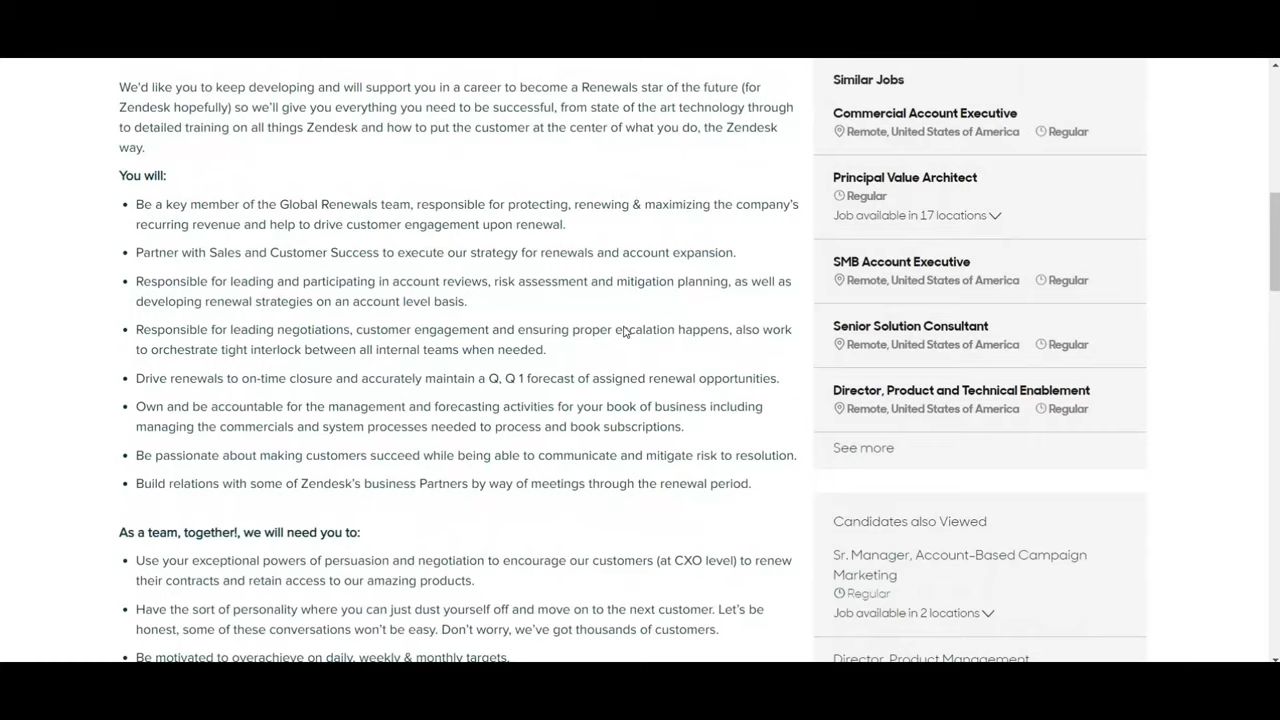 We'd like you to keep developing and will support you in a career to become a Renewals star of the future (for
Zendesk hopefully) so we'll give you everything you need to be successful, from state of the art technology through
to detailed training on all things Zendesk and how to put the customer at the center of what you do, the Zendesk
way.
You will:
• Be a key member of the Global Renewals team, responsible for protecting, renewing & maximizing the company's
recurring revenue and help to drive customer engagement upon renewal.
• Partner with Sales and Customer Success to execute our strategy for renewals and account expansion.
• Responsible for leading and participating in account reviews, risk assessment and mitigation planning, as well as
developing renewal strategies on an account level basis.
• Responsible for leading negotiations, customer engagement and ensuring proper escalation happens, also work
to orchestrate tight interlock between all internal teams when needed.
• Drive renewals to on-time closure and accurately maintain a Q, Q 1 forecast of assigned renewal opportunities.
• Own and be accountable for the management and forecasting activities for your book of business including
managing the commercials and system processes needed to process and book subscriptions.
• Be passionate about making customers succeed while being able to communicate and mitigate risk to resolution.
• Build relations with some of Zendesk's business Partners by way of meetings through the renewal period.
As a team, together!, we will need you to:
• Use your exceptional powers of persuasion and negotiation to encourage our customers (at CXO level) to renew
their contracts and retain access to our amazing products.
• Have the sort of personality where you can just dust yourself off and move on to the next customer. Let's be
honest, some of these conversations won't be easy. Don't worry, we've got thousands of customers.
• Be motivated to overachieve on daily, weekly & monthly targets.
Similar Jobs
Commercial Account Executive
Remote, United States of America Regular
Principal Value Architect
Regular
Job available in 17 locations
SMB Account Executive
Remote, United States of America Regular
Senior Solution Consultant
Remote, United States of America Regular
Director, Product and Technical Enablement
Remote, United States of America Regular
See more
Candidates also Viewed
Sr. Manager, Account-Based Campaign
Marketing
Regular
Job available in 2 locations
Director, Product Management